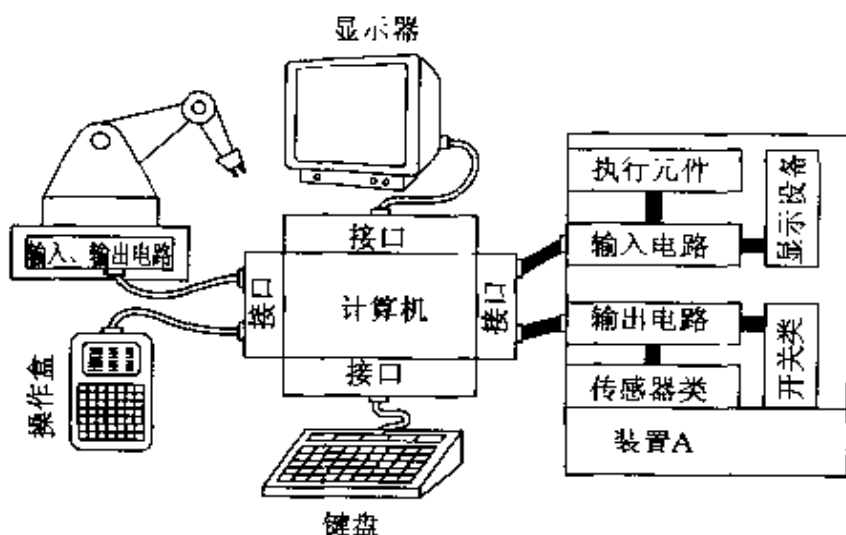 显示器
执行元件
显示设备
输入、输出电路
接口
输入电路
接口
计算机
接口
输出电路
开关类
接口
传感器类
操作盒
装置A
键盘